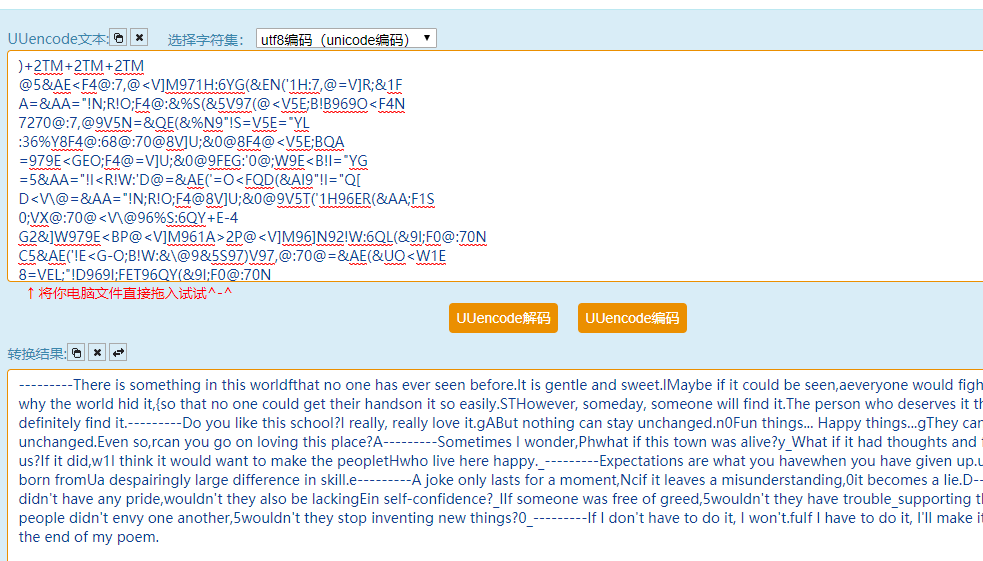 UUencode文本: 选择字符集: utf8编码（unicode编码）
)+2TM+2TM+2TM
@5&AE<F4@:7,@<V]M971H:6YG(&EN('1H:7,@=V]R;&1F
A=&AA="!N;R!O;F4@:&%S(&5V97(@<V5E;B!B969O<F4N
7270@:7,@9V5N=&QE(&%N9"!S=V5E="YL
:36%Y8F4@:68@:70@8V]U;&0@8F4@<V5E;BQA
=979E<GEO;F4@=V]U;&0@9FEG:'0@;W9E<B!I="YG
=5&AA="!I<R!W:'D@=&AE('=O<FQD(&AI9"!I="Q[
D<V\@=&AA="!N;R!O;F4@8V]U;&0@9V5T('1H96ER(&AA;F1S
0;VX@:70@<V\@96%S:6QY+E-4
G2&]W979E<BP@<V]M961A>2P@<V]M96]N92!W:6QL(&9I;F0@:70N
C5&AE('!E<G-O;B!W:&\@9&5S97)V97,@:70@=&AE(&UO<W1E
8=VEL;"!D969I;FET96QY(&9I;F0@:70N
↑将你电脑文件直接拖入试试^-^
UUencode解码 UUencode编码
转换结果:
---------There is something in this worldfthat no one has ever seen before.It is gentle and sweet.lMaybe if it could be seen,aeveryone would figh
why the world hid it,{so that no one could get their handson it so easily.STHowever, someday, someone will find it.The person who deserves it th
definitely find it.---------Do you like this school?I really, really love it.gABut nothing can stay unchanged.n0Fun things... Happy things...gThey can
unchanged.Even so,rcan you go on loving this place?A---------Sometimes I wonder,Phwhat if this town was alive?y_What if it had thoughts and f
us?If it did,w1I think it would want to make the peopletHwho live here happy._---------Expectations are what you havewhen you have given up.u
born fromUa despairingly large difference in skill.e---------A joke only lasts for a moment,Ncif it leaves a misunderstanding,0it becomes a lie.D--
didn't have any pride,wouldn't they also be lackingEin self-confidence?_IIf someone was free of greed,5wouldn't they have trouble_supporting th
people didn't envy one another,5wouldn't they stop inventing new things?0_---------If I don't have to do it, I won't.fuIf I have to do it, I'll make it
the end of my poem.